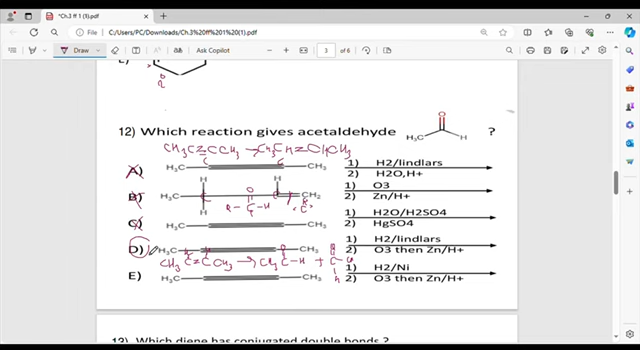 *Ch.3 ff 1 (1).pdf
C:/Users/PC/Downloads/Ch.3%20ff%201%20(1).pdf
Draw
Ask Copilot
3 of 6
E)
12) Which reaction gives acetaldehyde ?
O
H₃C H
CH₃C≡CCH₃ → CH₃CH=CHCH₃
A) H₃C CH₃ 1) H2/lindlars
2) H2O,H+
H H
B) H₃C CH₂ 1) O3
H 2) Zn/H+
O
R-C-H
C) H₃C CH₃ 1) H2O/H2SO4
2) HgSO4
D) H₃C CH₃ 1) H2/lindlars
2) O3 then Zn/H+
E) H₃C CH₃ 1) H2/Ni
2) O3 then Zn/H+
13) Which diene has conjugated double bonds ?